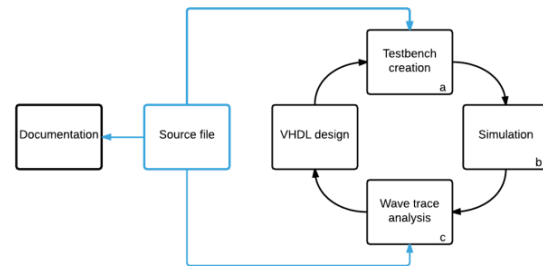 Testbench
creation
a
Documentation
Source file
VHDL design
Simulation
b
Wave trace
analysis
c